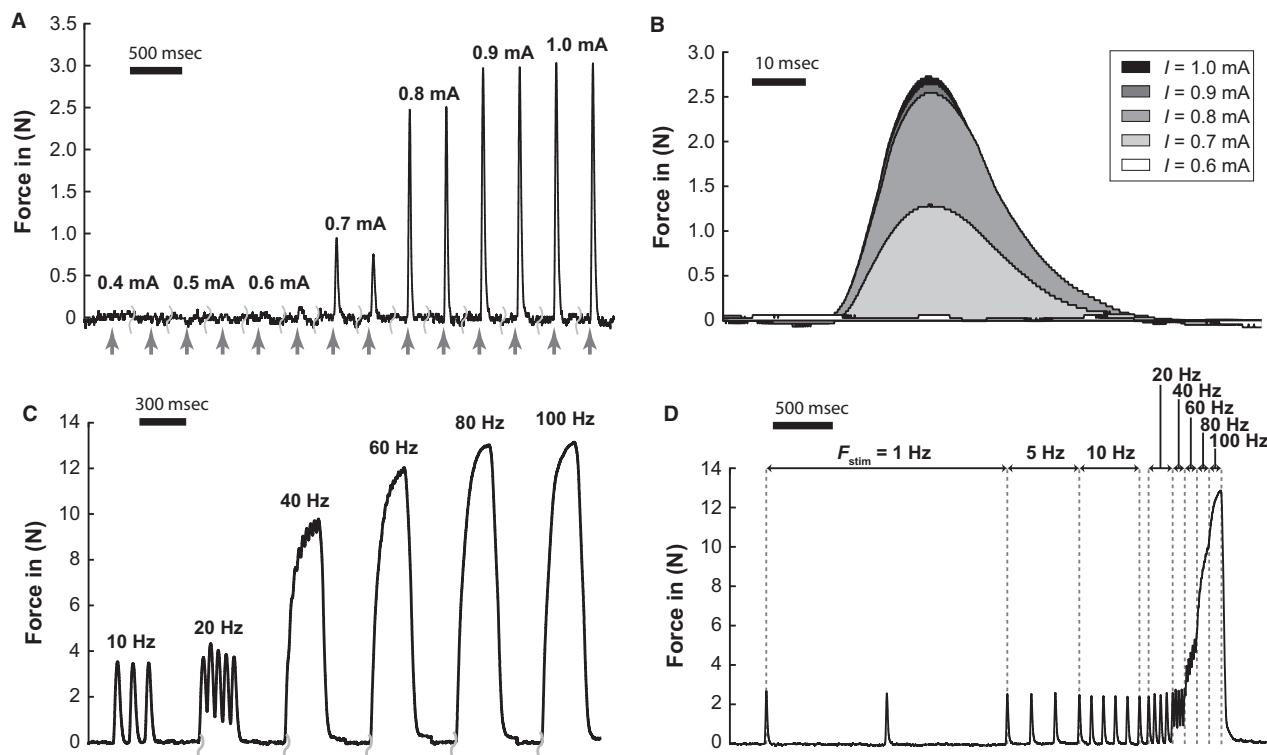 A
3.5
3.0
2.5
2.0
1.5
1.0
0.5
0
Force in (N)
500 msec
0.4 mA
0.5 mA
0.6 mA
0.7 mA
0.8 mA
0.9 mA
1.0 mA
B
3.0
2.5
2.0
1.5
1.0
0.5
0
Force in (N)
10 msec
I = 1.0 mA
I = 0.9 mA
I = 0.8 mA
I = 0.7 mA
I = 0.6 mA
C
14
12
10
8
6
4
2
0
Force in (N)
300 msec
10 Hz
20 Hz
40 Hz
60 Hz
80 Hz
100 Hz
D
14
12
10
8
6
4
2
0
Force in (N)
500 msec
Fstim = 1 Hz
5 Hz
10 Hz
20 Hz
40 Hz
60 Hz
80 Hz
100 Hz